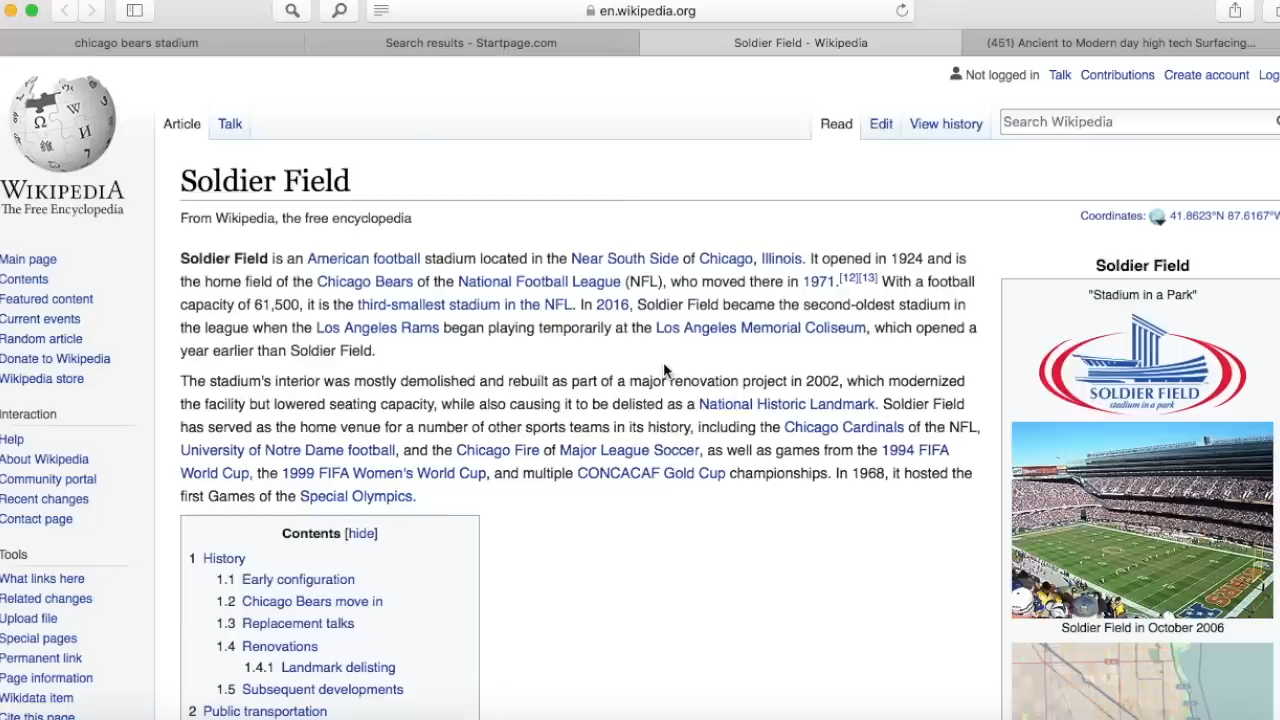 en.wikipedia.org
chicago bears stadium
Search results - Startpage.com
Soldier Field - Wikipedia
(451) Ancient to Modern day high tech Surfacing...
Not logged in Talk Contributions Create account Log
Article Talk
Read Edit View history
Search Wikipedia
WIKIPEDIA
The Free Encyclopedia
Main page
Contents
Featured content
Current events
Random article
Donate to Wikipedia
Wikipedia store
Interaction
Help
About Wikipedia
Community portal
Recent changes
Contact page
Tools
What links here
Related changes
Upload file
Special pages
Permanent link
Page information
Wikidata item
Cite this page
Soldier Field
From Wikipedia, the free encyclopedia
Coordinates: 41.8623°N 87.6167°W
Soldier Field is an American football stadium located in the Near South Side of Chicago, Illinois. It opened in 1924 and is
the home field of the Chicago Bears of the National Football League (NFL), who moved there in 1971.[12][13] With a football
capacity of 61,500, it is the third-smallest stadium in the NFL. In 2016, Soldier Field became the second-oldest stadium in
the league when the Los Angeles Rams began playing temporarily at the Los Angeles Memorial Coliseum, which opened a
year earlier than Soldier Field.
The stadium's interior was mostly demolished and rebuilt as part of a major renovation project in 2002, which modernized
the facility but lowered seating capacity, while also causing it to be delisted as a National Historic Landmark. Soldier Field
has served as the home venue for a number of other sports teams in its history, including the Chicago Cardinals of the NFL,
University of Notre Dame football, and the Chicago Fire of Major League Soccer, as well as games from the 1994 FIFA
World Cup, the 1999 FIFA Women's World Cup, and multiple CONCACAF Gold Cup championships. In 1968, it hosted the
first Games of the Special Olympics.
Contents [hide]
1 History
1.1 Early configuration
1.2 Chicago Bears move in
1.3 Replacement talks
1.4 Renovations
1.4.1 Landmark delisting
1.5 Subsequent developments
2 Public transportation
Soldier Field
"Stadium in a Park"
SOLDIER FIELD
stadium in a park
Soldier Field in October 2006